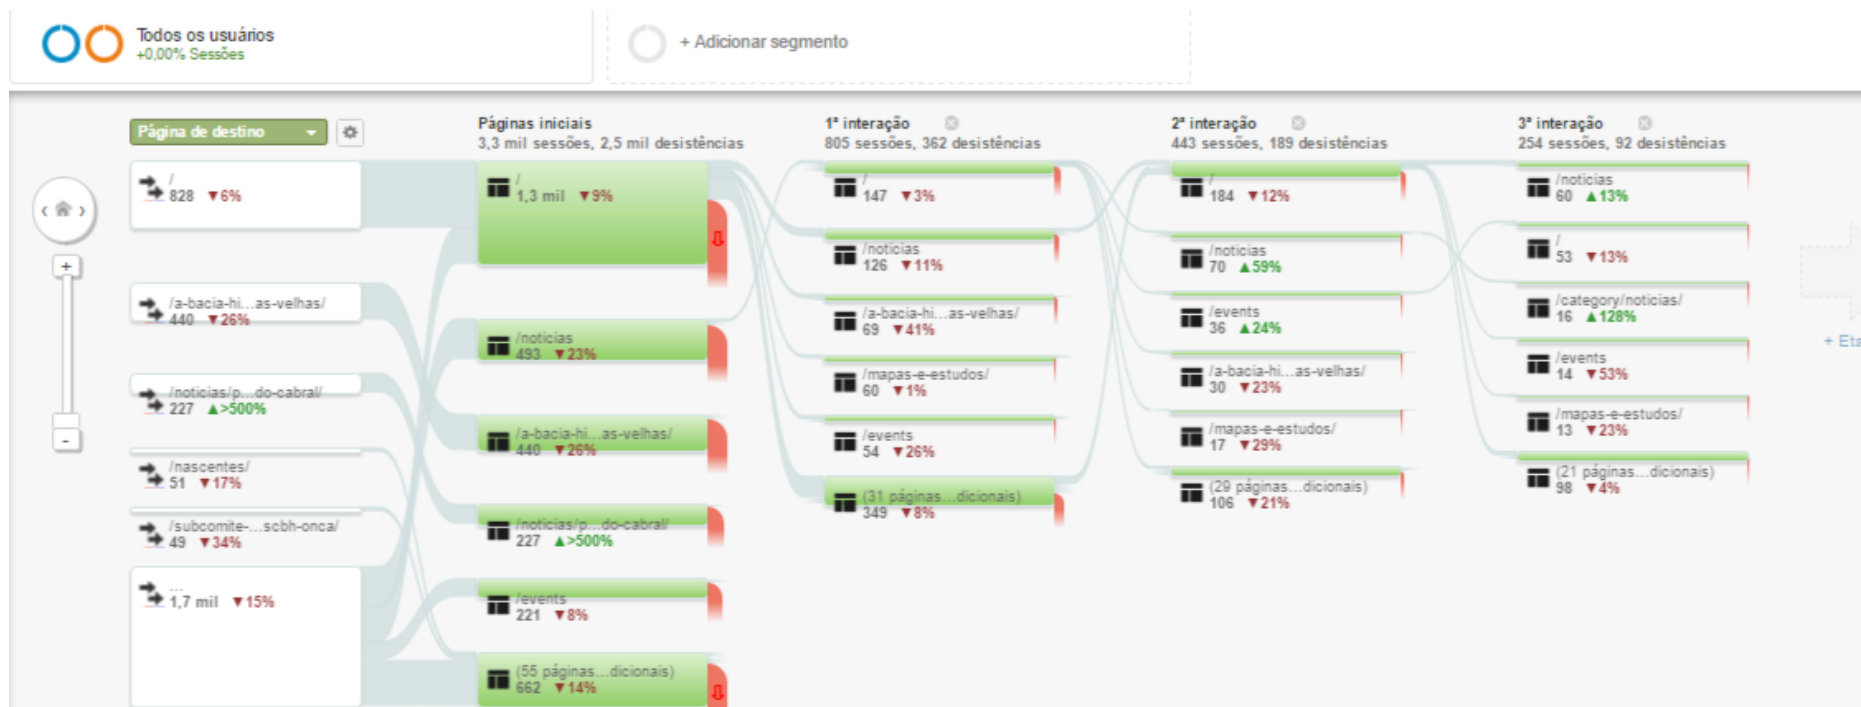 Todos os usuários
+0,00% Sessões
+ Adicionar segmento
Página de destino
/
828 ▼6%
/a-bacia-hi...as-velhas/
440 ▼26%
/noticias/p...do-cabral/
227 ▲>500%
/nascentes/
51 ▼17%
/subcomite-...scbh-onca/
49 ▼34%
...
1,7 mil ▼15%
Páginas iniciais
3,3 mil sessões, 2,5 mil desistências
/
1,3 mil ▼9%
/noticias
493 ▼23%
/a-bacia-hi...as-velhas/
440 ▼26%
/noticias/p...do-cabral/
227 ▲>500%
/events
221 ▼8%
(55 páginas...dicionais)
662 ▼14%
1ª interação
805 sessões, 362 desistências
/
147 ▼3%
/noticias
126 ▼11%
/a-bacia-hi...as-velhas/
69 ▼41%
/mapas-e-estudos/
60 ▼1%
/events
54 ▼26%
(31 páginas...dicionais)
349 ▼8%
2ª interação
443 sessões, 189 desistências
/
184 ▼12%
/noticias
70 ▲59%
/events
36 ▲24%
/a-bacia-hi...as-velhas/
30 ▼23%
/mapas-e-estudos/
17 ▼29%
(29 páginas...dicionais)
106 ▼21%
3ª interação
254 sessões, 92 desistências
/noticias
60 ▲13%
/
53 ▼13%
/category/noticias/
16 ▲128%
/events
14 ▼53%
/mapas-e-estudos/
13 ▼23%
(21 páginas...dicionais)
98 ▼4%
+ Eta